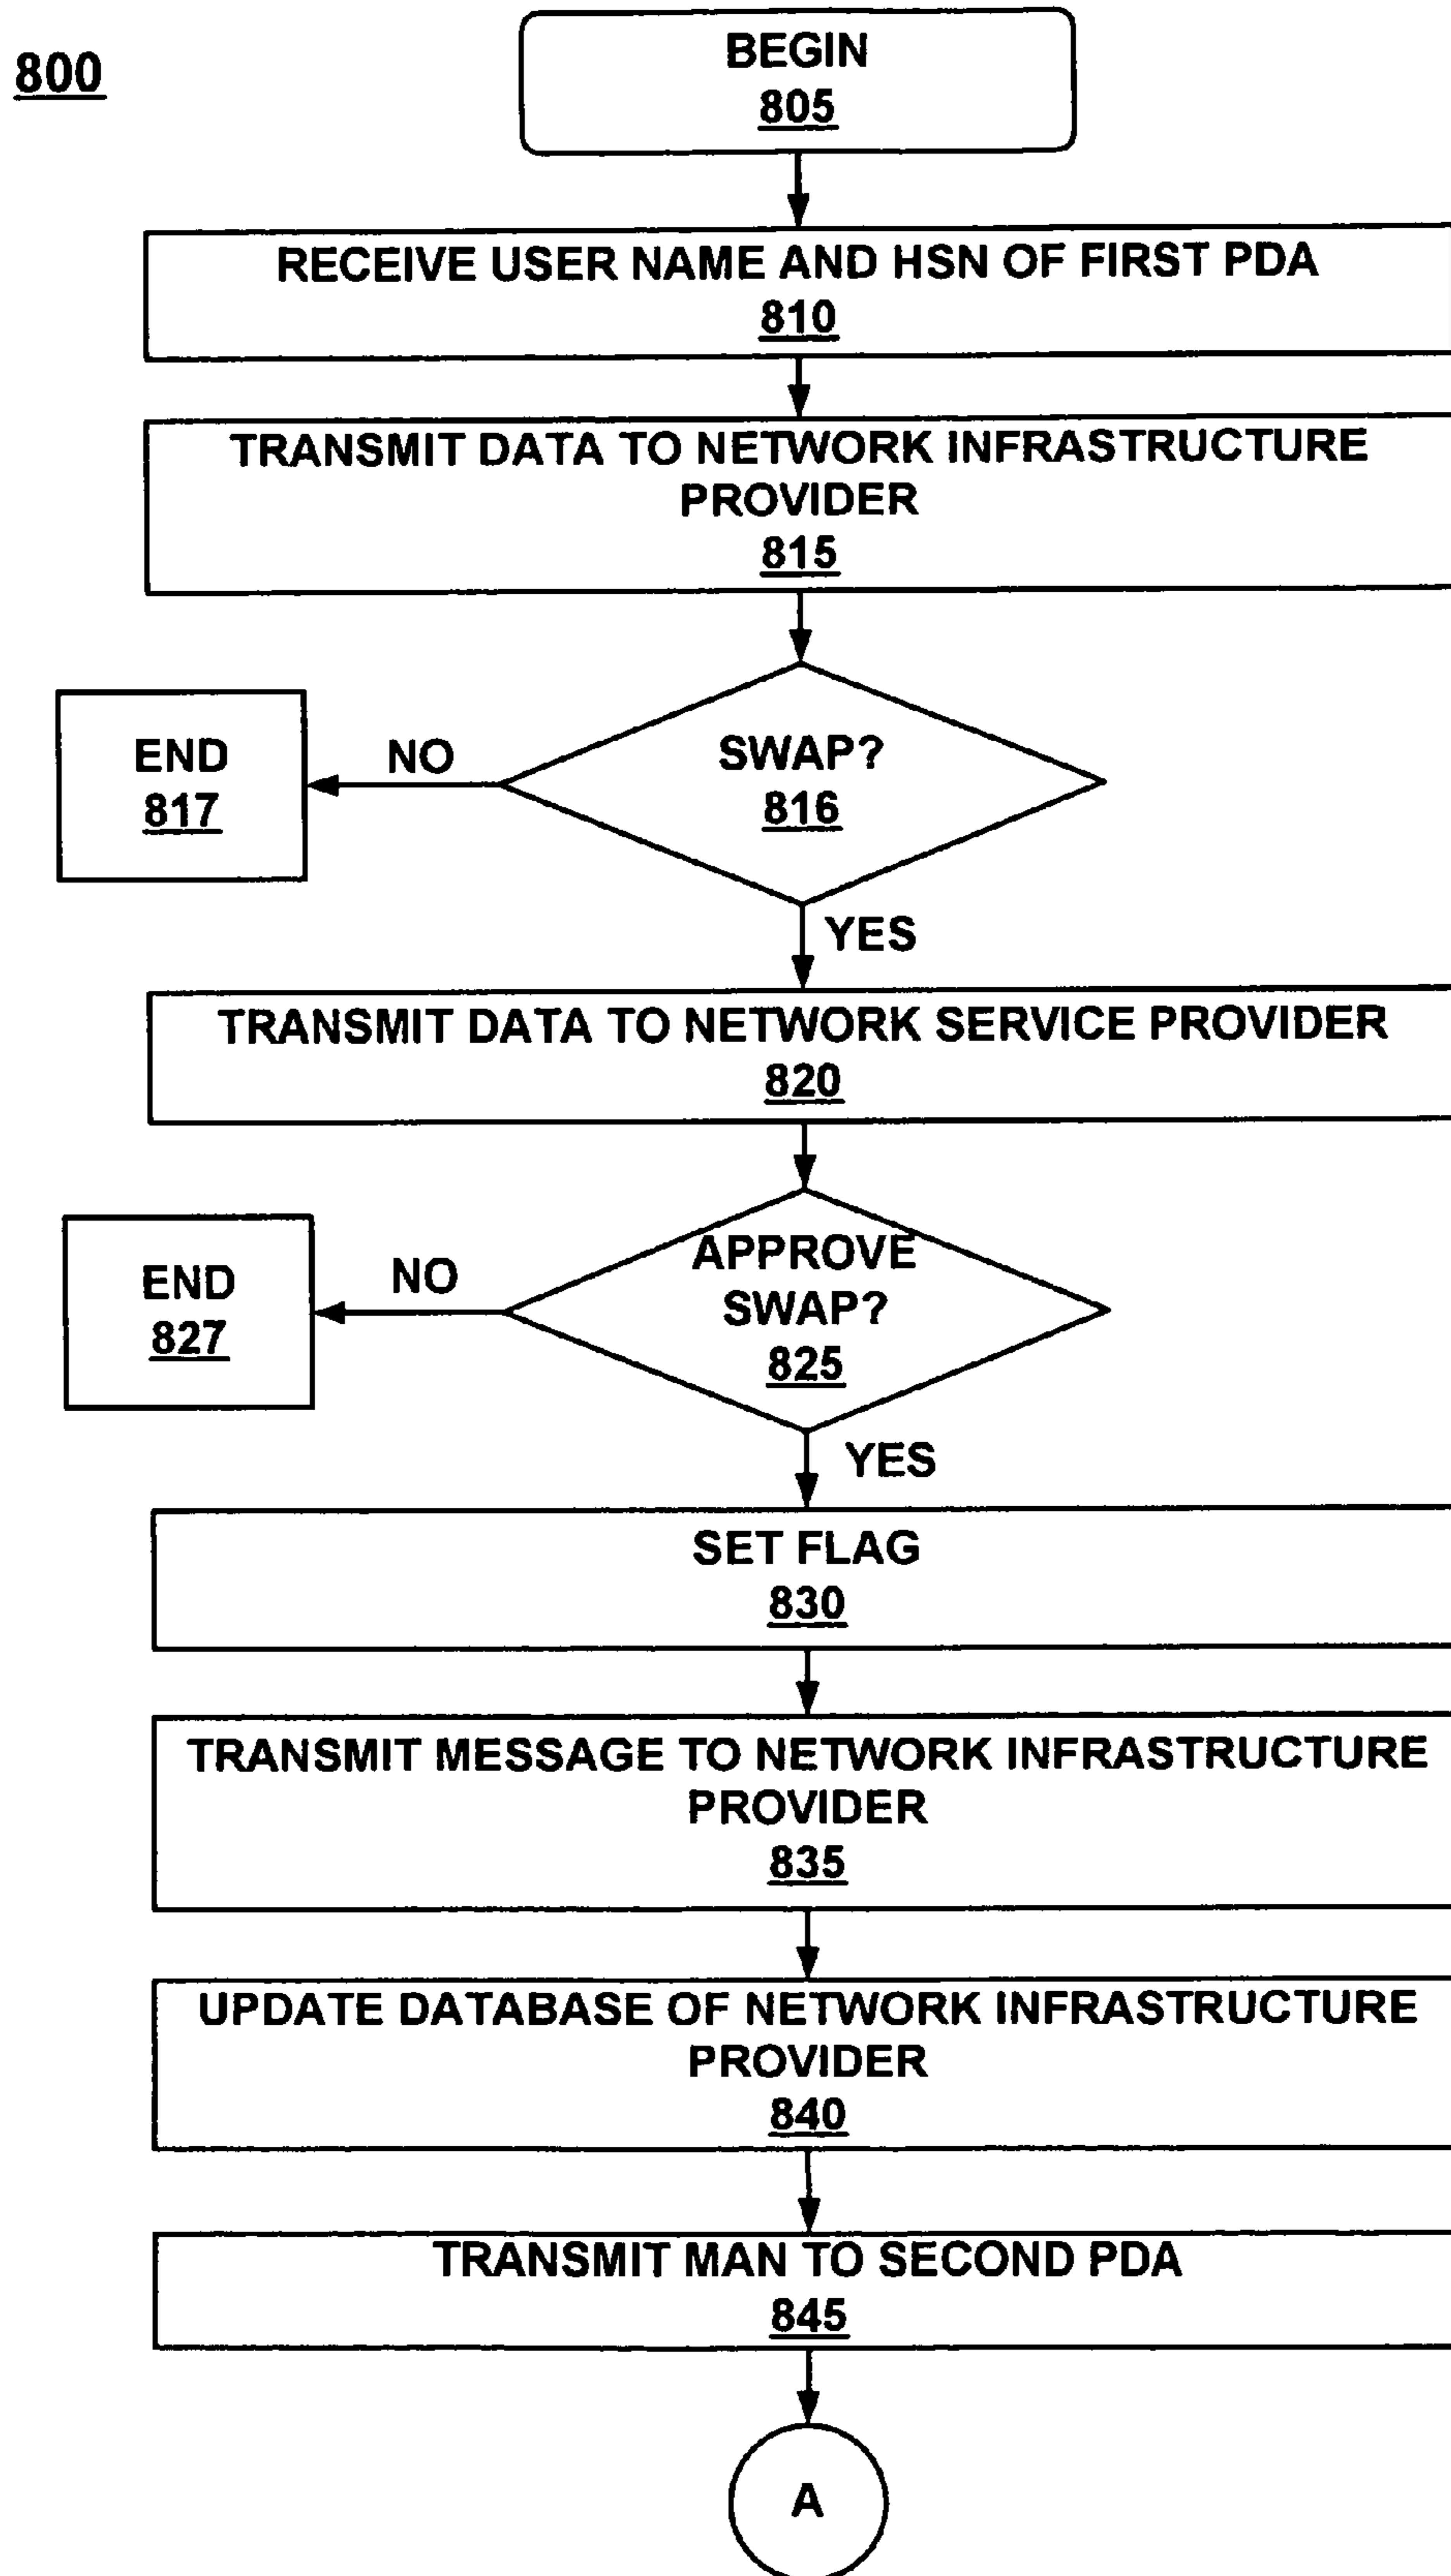 800
BEGIN
805
RECEIVE USER NAME AND HSN OF FIRST PDA
810
TRANSMIT DATA TO NETWORK INFRASTRUCTURE
PROVIDER
815
SWAP?
816
NO
END
817
YES
TRANSMIT DATA TO NETWORK SERVICE PROVIDER
820
APPROVE
SWAP?
825
NO
END
827
YES
SET FLAG
830
TRANSMIT MESSAGE TO NETWORK INFRASTRUCTURE
PROVIDER
835
UPDATE DATABASE OF NETWORK INFRASTRUCTURE
PROVIDER
840
TRANSMIT MAN TO SECOND PDA
845
A